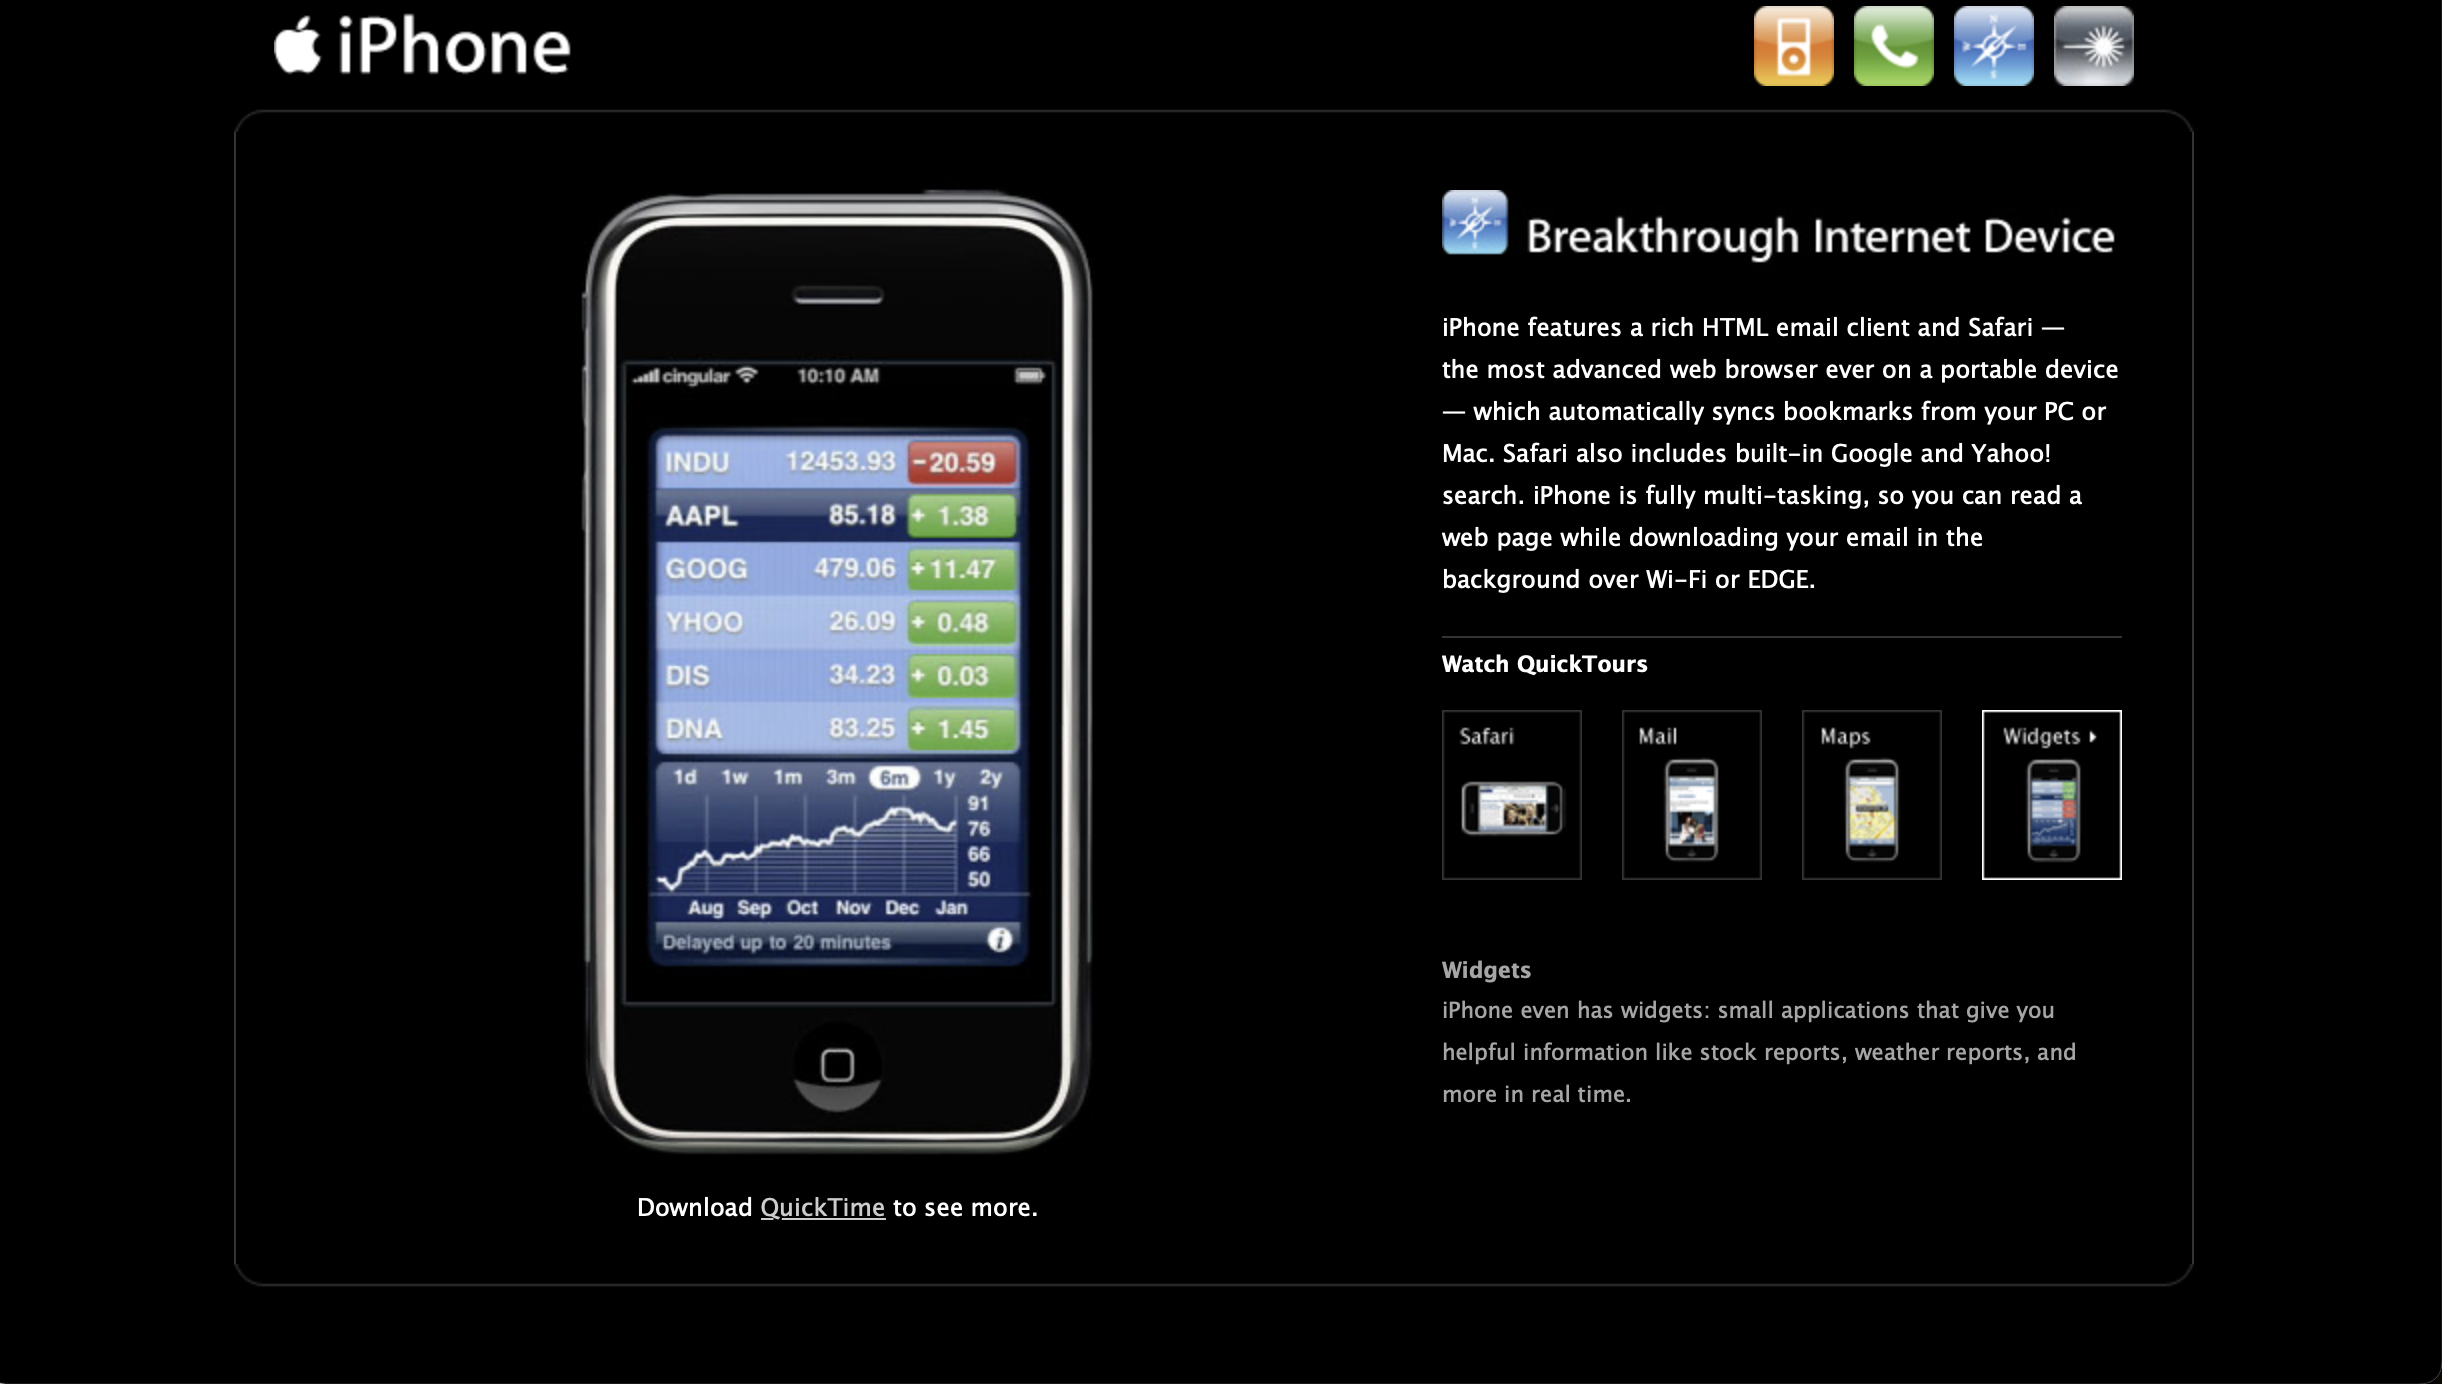 iPhone
Breakthrough Internet Device
iPhone features a rich HTML email client and Safari —
the most advanced web browser ever on a portable device
— which automatically syncs bookmarks from your PC or
Mac. Safari also includes built-in Google and Yahoo!
search. iPhone is fully multi-tasking, so you can read a
web page while downloading your email in the
background over Wi-Fi or EDGE.
Watch QuickTours
Safari
Mail
Maps
Widgets
Widgets
iPhone even has widgets: small applications that give you
helpful information like stock reports, weather reports, and
more in real time.
cingular 10:10 AM
INDU 12453.93 -20.59
AAPL 85.18 + 1.38
GOOG 479.06 +11.47
YHOO 26.09 + 0.48
DIS 34.23 + 0.03
DNA 83.25 + 1.45
1d 1w 1m 3m 6m 1y 2y
91
76
66
50
Aug Sep Oct Nov Dec Jan
Delayed up to 20 minutes i
Download QuickTime to see more.